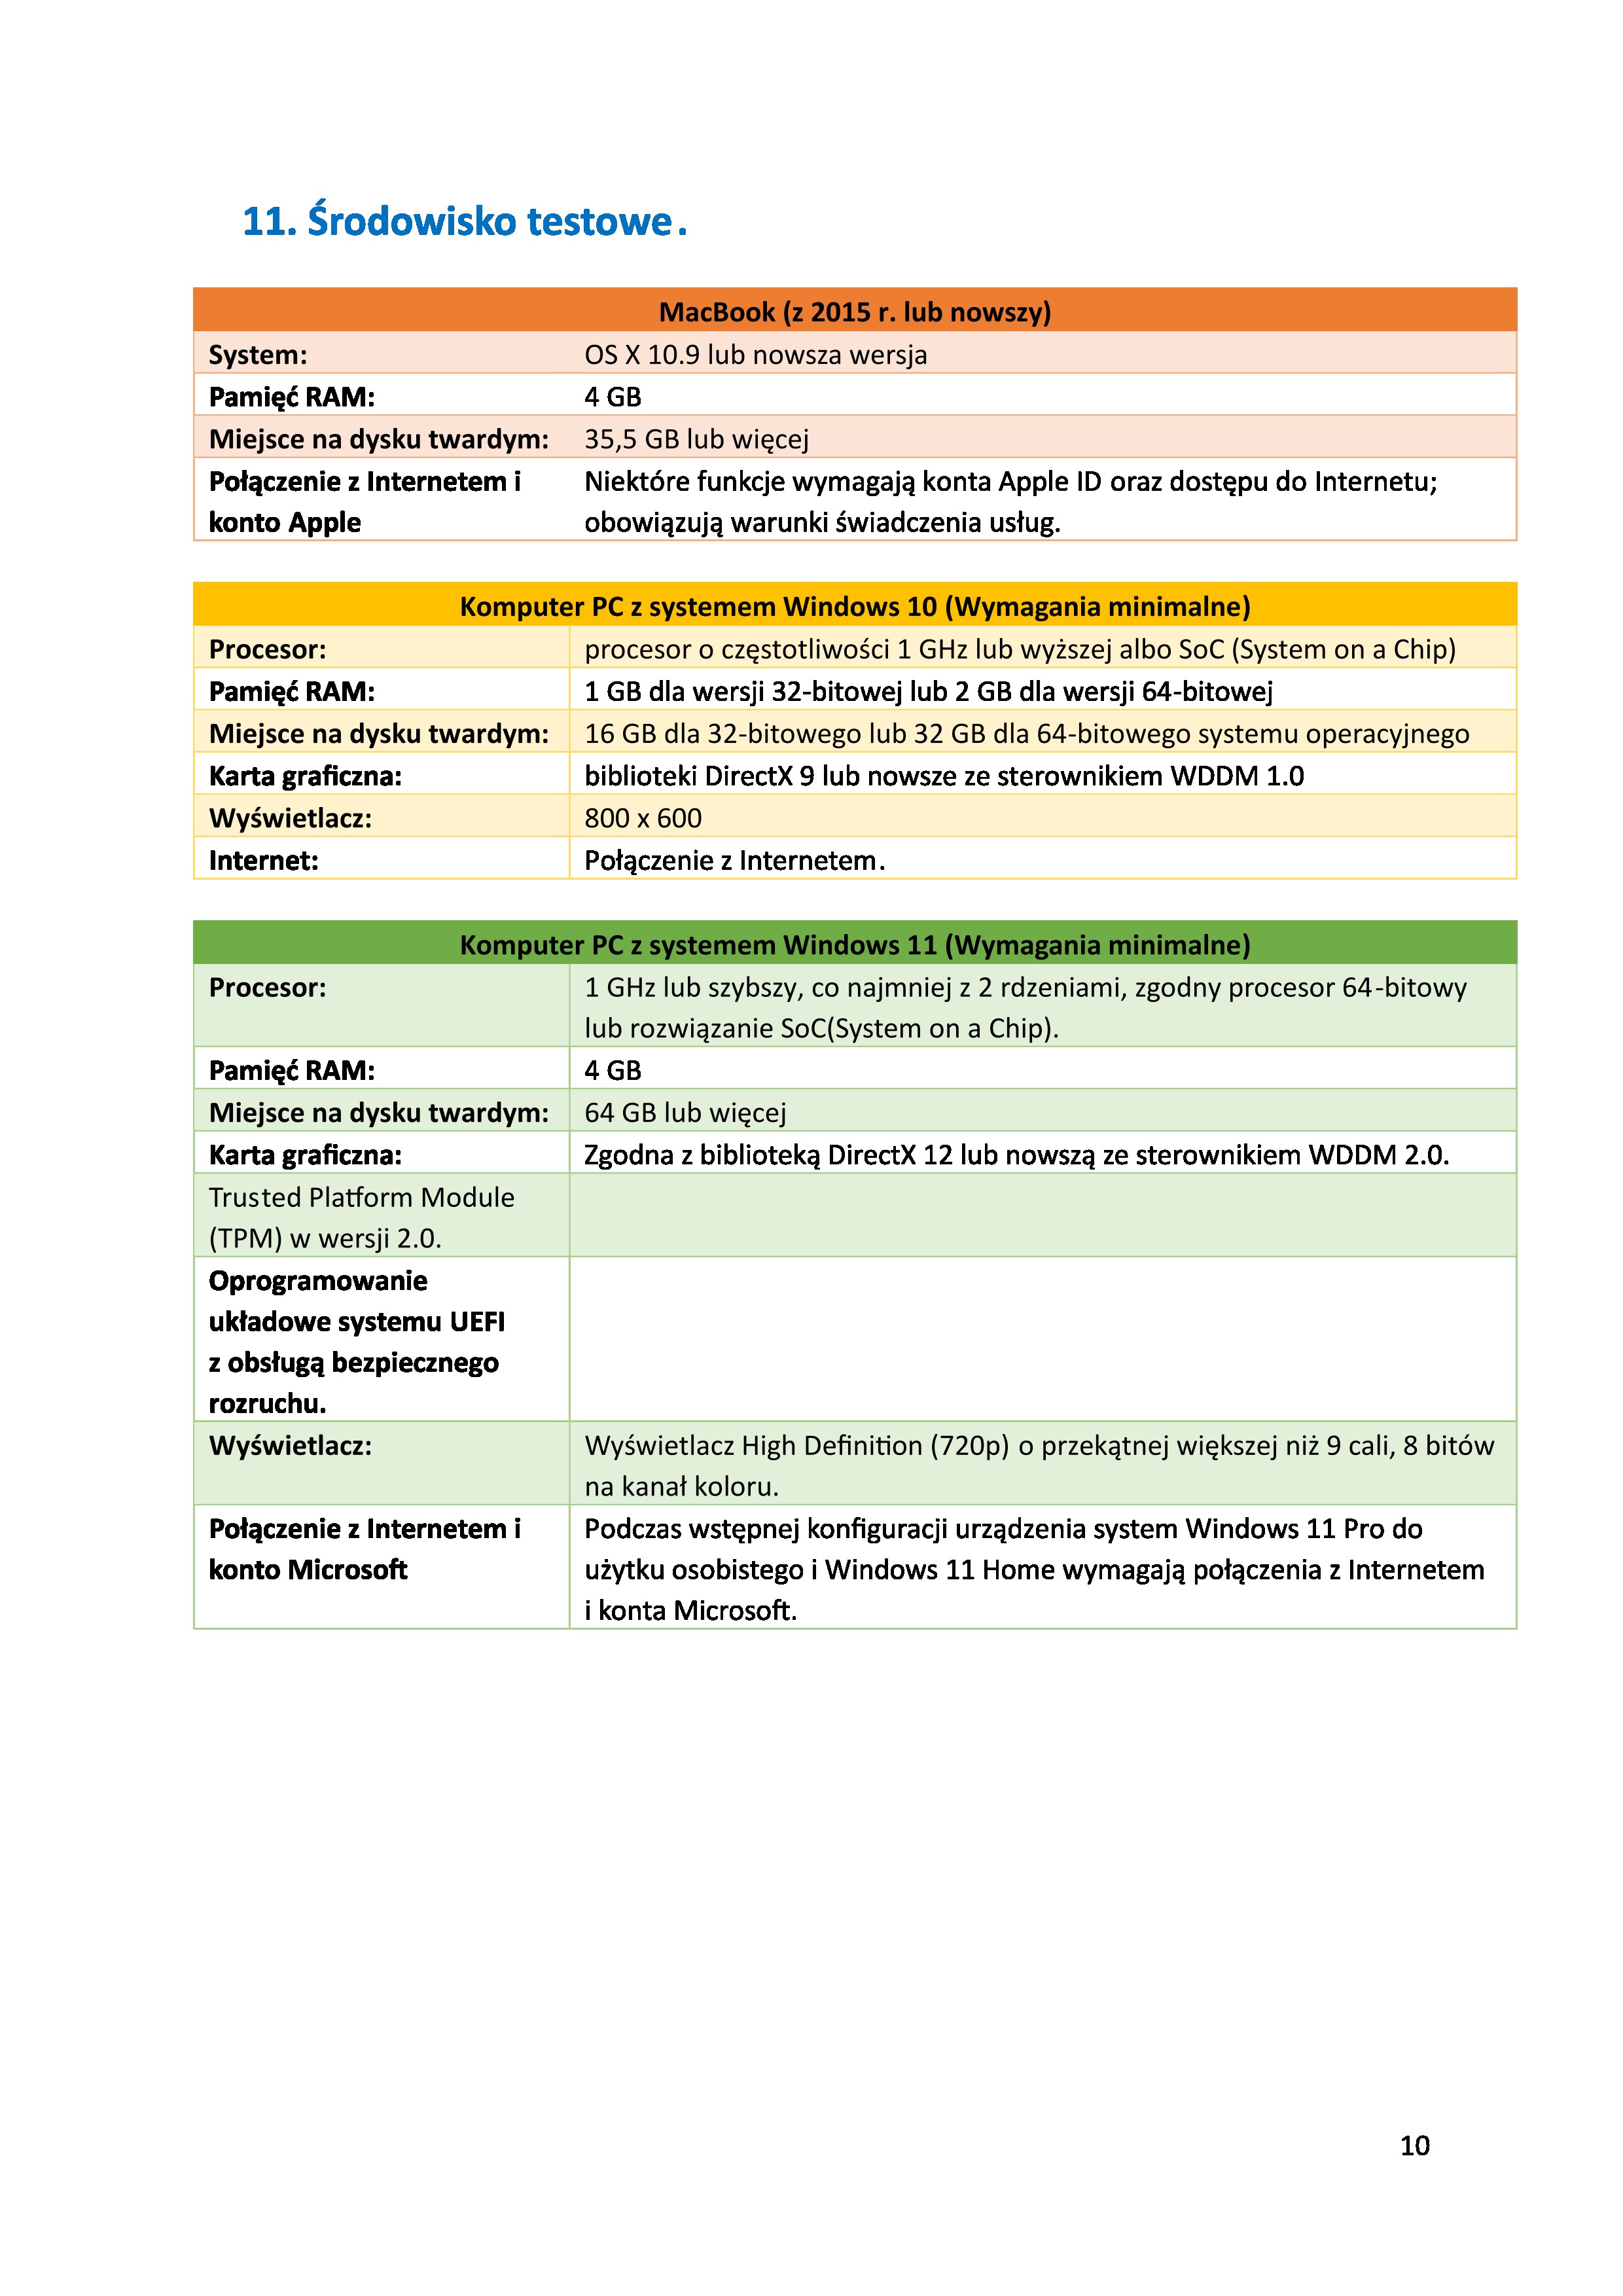 11. Środowisko testowe.
MacBook (z 2015 r. lub nowszy)
System: OS X 10.9 lub nowsza wersja
Pamięć RAM: 4 GB
Miejsce na dysku twardym: 35,5 GB lub więcej
Połączenie z Internetem i Niektóre funkcje wymagają konta Apple ID oraz dostępu do Internetu;
konto Apple obowiązują warunki świadczenia usług.
Komputer PC z systemem Windows 10 (Wymagania minimalne)
Procesor: procesor o częstotliwości 1 GHz lub wyższej albo SoC (System on a Chip)
Pamięć RAM: 1 GB dla wersji 32-bitowej lub 2 GB dla wersji 64-bitowej
Miejsce na dysku twardym: 16 GB dla 32-bitowego lub 32 GB dla 64-bitowego systemu operacyjnego
Karta graficzna: biblioteki DirectX 9 lub nowsze ze sterownikiem WDDM 1.0
Wyświetlacz: 800 x 600
Internet: Połączenie z Internetem.
Komputer PC z systemem Windows 11 (Wymagania minimalne)
Procesor: 1 GHz lub szybszy, co najmniej z 2 rdzeniami, zgodny procesor 64-bitowy
lub rozwiązanie SoC(System on a Chip).
Pamięć RAM: 4 GB
Miejsce na dysku twardym: 64 GB lub więcej
Karta graficzna: Zgodna z biblioteką DirectX 12 lub nowszą ze sterownikiem WDDM 2.0.
Trusted Platform Module
(TPM) w wersji 2.0.
Oprogramowanie
układowe systemu UEFI
z obsługą bezpiecznego
rozruchu.
Wyświetlacz: Wyświetlacz High Definition (720p) o przekątnej większej niż 9 cali, 8 bitów
na kanał koloru.
Połączenie z Internetem i Podczas wstępnej konfiguracji urządzenia system Windows 11 Pro do
konto Microsoft użytku osobistego i Windows 11 Home wymagają połączenia z Internetem
i konta Microsoft.
10